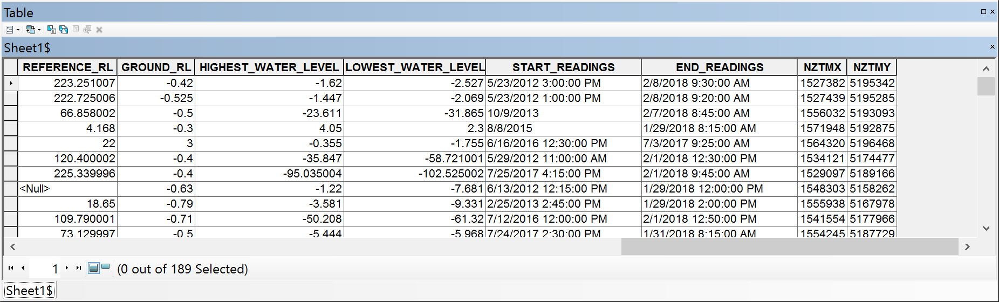 Table
Sheet1$
REFERENCE_RL GROUND_RL HIGHEST_WATER_LEVEL LOWEST_WATER_LEVEL START_READINGS END_READINGS NZTMX NZTMY
223.251007 -0.42 -1.62 -2.527 5/23/2012 3:00:00 PM 2/8/2018 9:30:00 AM 1527382 5195342
222.725006 -0.525 -1.447 -2.069 5/23/2012 1:00:00 PM 2/8/2018 9:20:00 AM 1527439 5195285
66.858002 -0.5 -23.611 -31.865 10/9/2013 2/7/2018 8:45:00 AM 1556032 5193093
4.168 -0.3 4.05 2.3 8/8/2015 1/29/2018 8:15:00 AM 1571948 5192875
22 3 -0.355 -1.755 6/16/2016 12:30:00 PM 7/3/2017 9:25:00 AM 1564320 5196468
120.400002 -0.4 -35.847 -58.721001 5/29/2012 11:00:00 AM 2/1/2018 12:30:00 PM 1534121 5174477
225.339996 -0.4 -95.035004 -102.525002 7/25/2017 4:15:00 PM 2/1/2018 9:45:00 AM 1529097 5189166
<Null> -0.63 -1.22 -7.681 6/13/2012 12:15:00 PM 1/29/2018 12:00:00 PM 1548303 5158262
18.65 -0.79 -3.581 -9.331 2/25/2013 2:45:00 PM 1/29/2018 2:00:00 PM 1555938 5167978
109.790001 -0.71 -50.208 -61.32 7/12/2016 12:00:00 PM 2/1/2018 12:50:00 PM 1541554 5177966
73.129997 -0.5 -5.444 -5.968 7/24/2017 2:30:00 PM 1/31/2018 8:15:00 AM 1554245 5187729
1 (0 out of 189 Selected)
Sheet1$